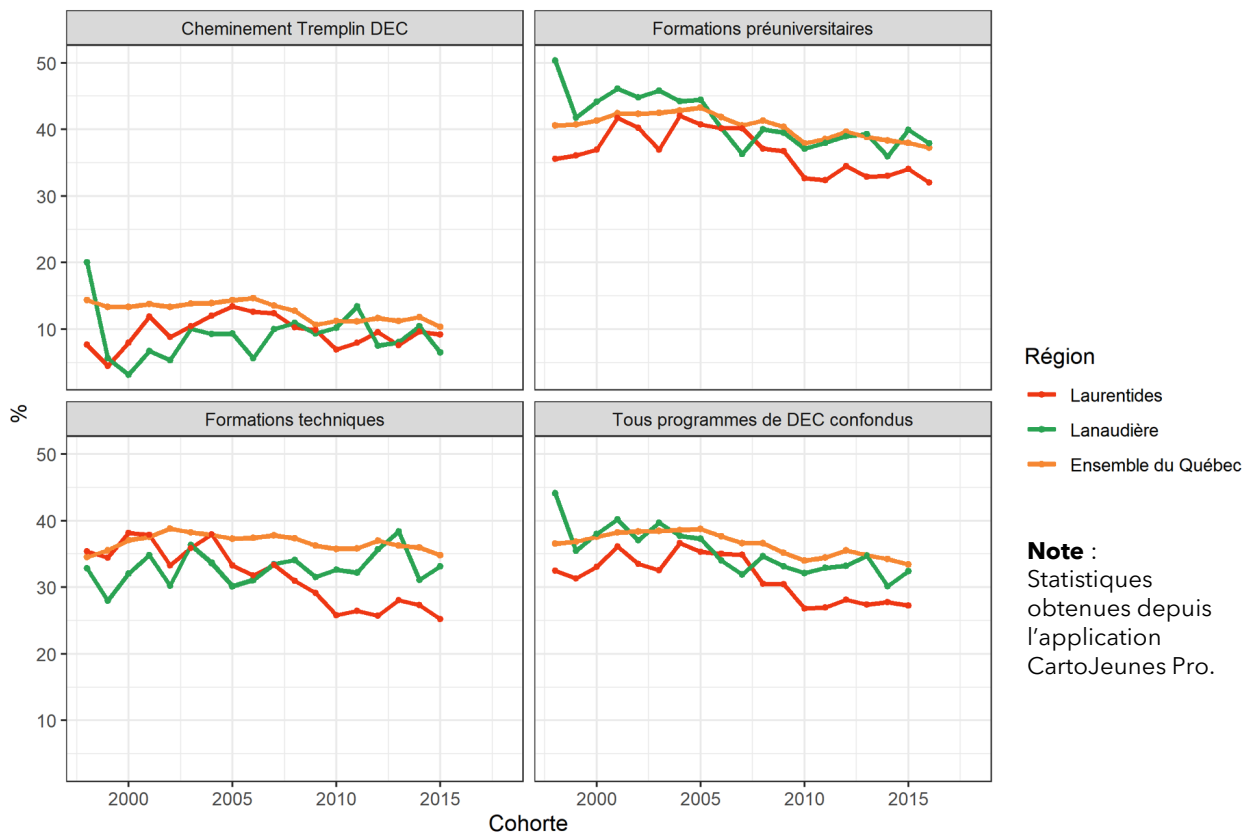 Cheminement Tremplin DEC
Formations préuniversitaires
50
40
30
20
10
%
Formations techniques
Tous programmes de DEC confondus
50
40
30
20
10
2000 2005 2010 2015
2000 2005 2010 2015
Cohorte
Région
Laurentides
Lanaudière
Ensemble du Québec
Note :
Statistiques
obtenues depuis
l'application
CartoJeunes Pro.